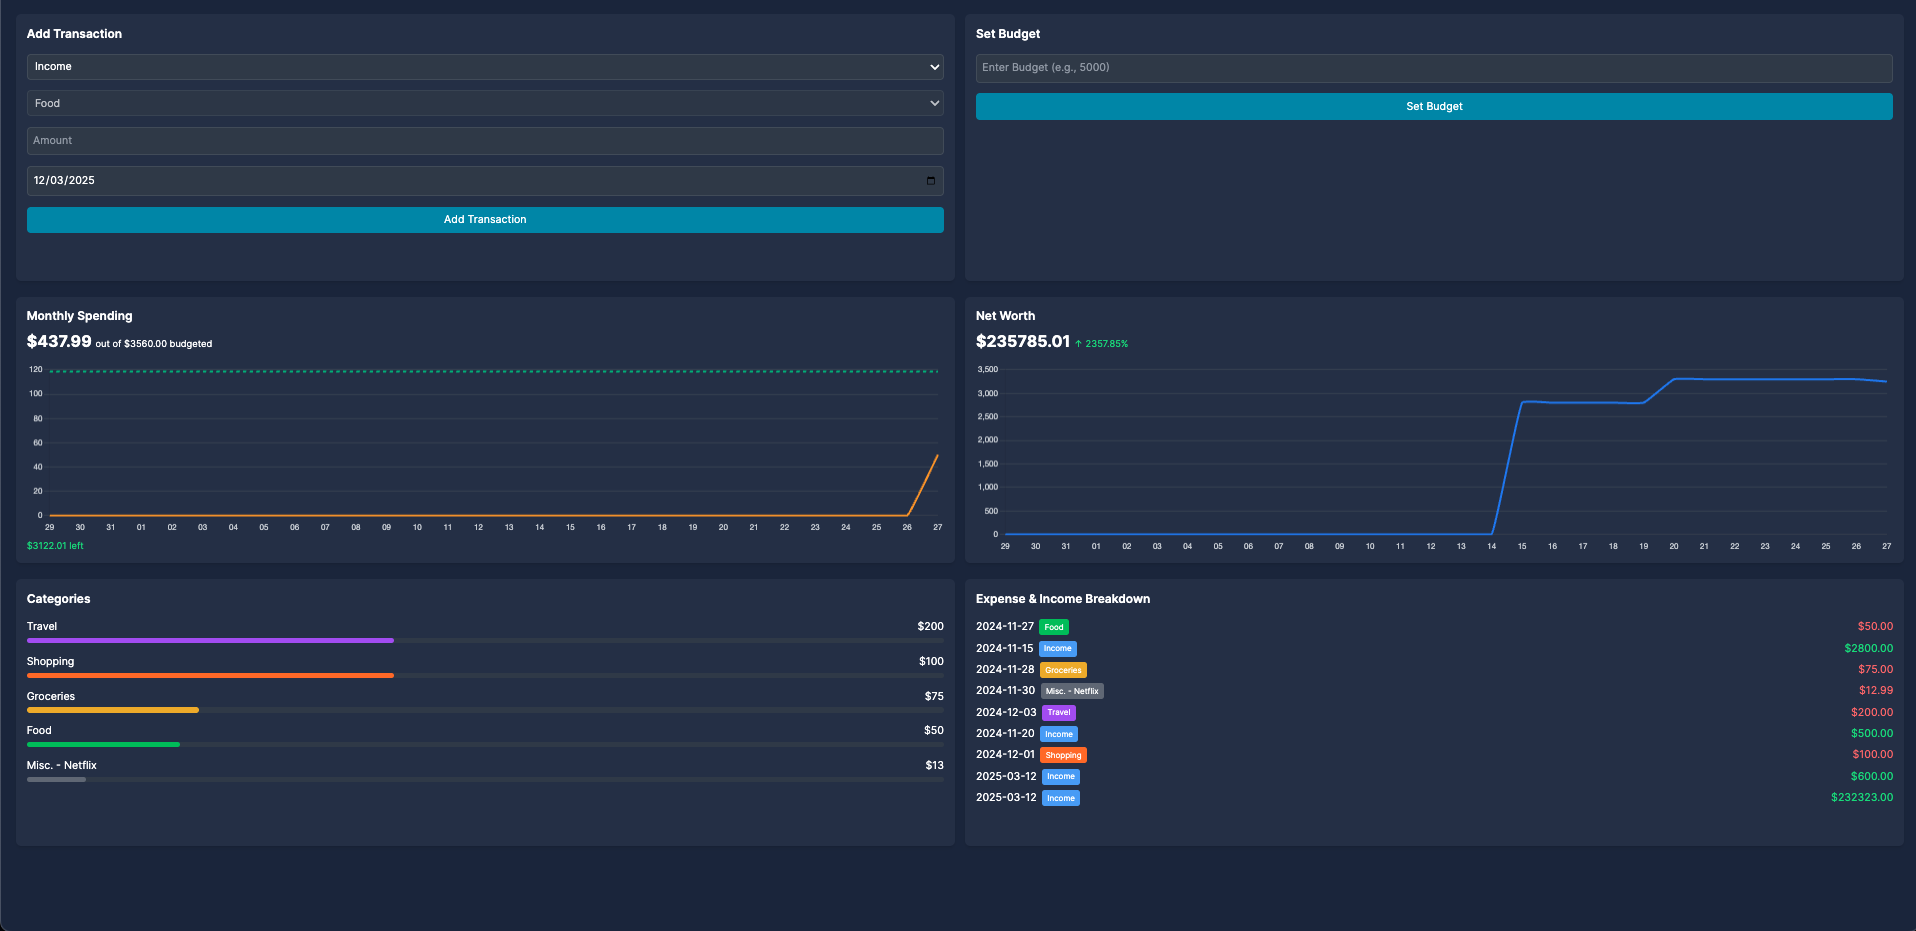 Add Transaction
Income
Food
Amount
12/03/2025
Add Transaction
Set Budget
Enter Budget (e.g., 5000)
Set Budget
Monthly Spending
$437.99 out of $3560.00 budgeted
120
100
80
60
40
20
0
29 30 31 01 02 03 04 05 06 07 08 09 10 11 12 13 14 15 16 17 18 19 20 21 22 23 24 25 26 27
$3122.01 left
Net Worth
$235785.01 ↑ 2357.85%
3,500
3,000
2,500
2,000
1,500
1,000
500
0
29 30 31 01 02 03 04 05 06 07 08 09 10 11 12 13 14 15 16 17 18 19 20 21 22 23 24 25 26 27
Categories
Travel $200
Shopping $100
Groceries $75
Food $50
Misc. - Netflix $13
Expense & Income Breakdown
2024-11-27 Food $50.00
2024-11-15 Income $2800.00
2024-11-28 Groceries $75.00
2024-11-30 Misc. - Netflix $12.99
2024-12-03 Travel $200.00
2024-11-20 Income $500.00
2024-12-01 Shopping $100.00
2025-03-12 Income $600.00
2025-03-12 Income $232323.00